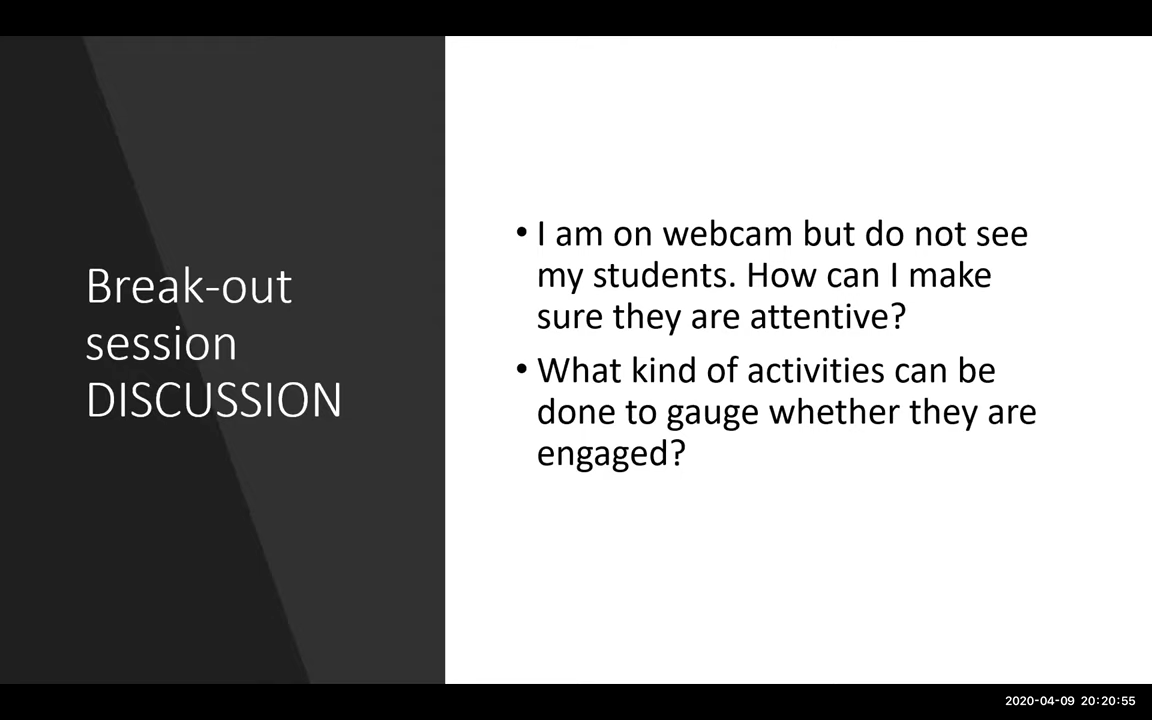 Break-out
session
DISCUSSION
• I am on webcam but do not see
my students. How can I make
sure they are attentive?
• What kind of activities can be
done to gauge whether they are
engaged?
2020-04-09 20:20:55